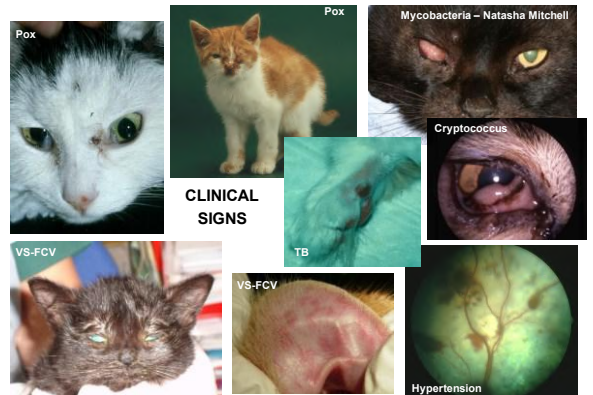 Pox
Pox
Mycobacteria – Natasha Mitchell
Cryptococcus
CLINICAL
SIGNS
TB
VS-FCV
VS-FCV
Hypertension